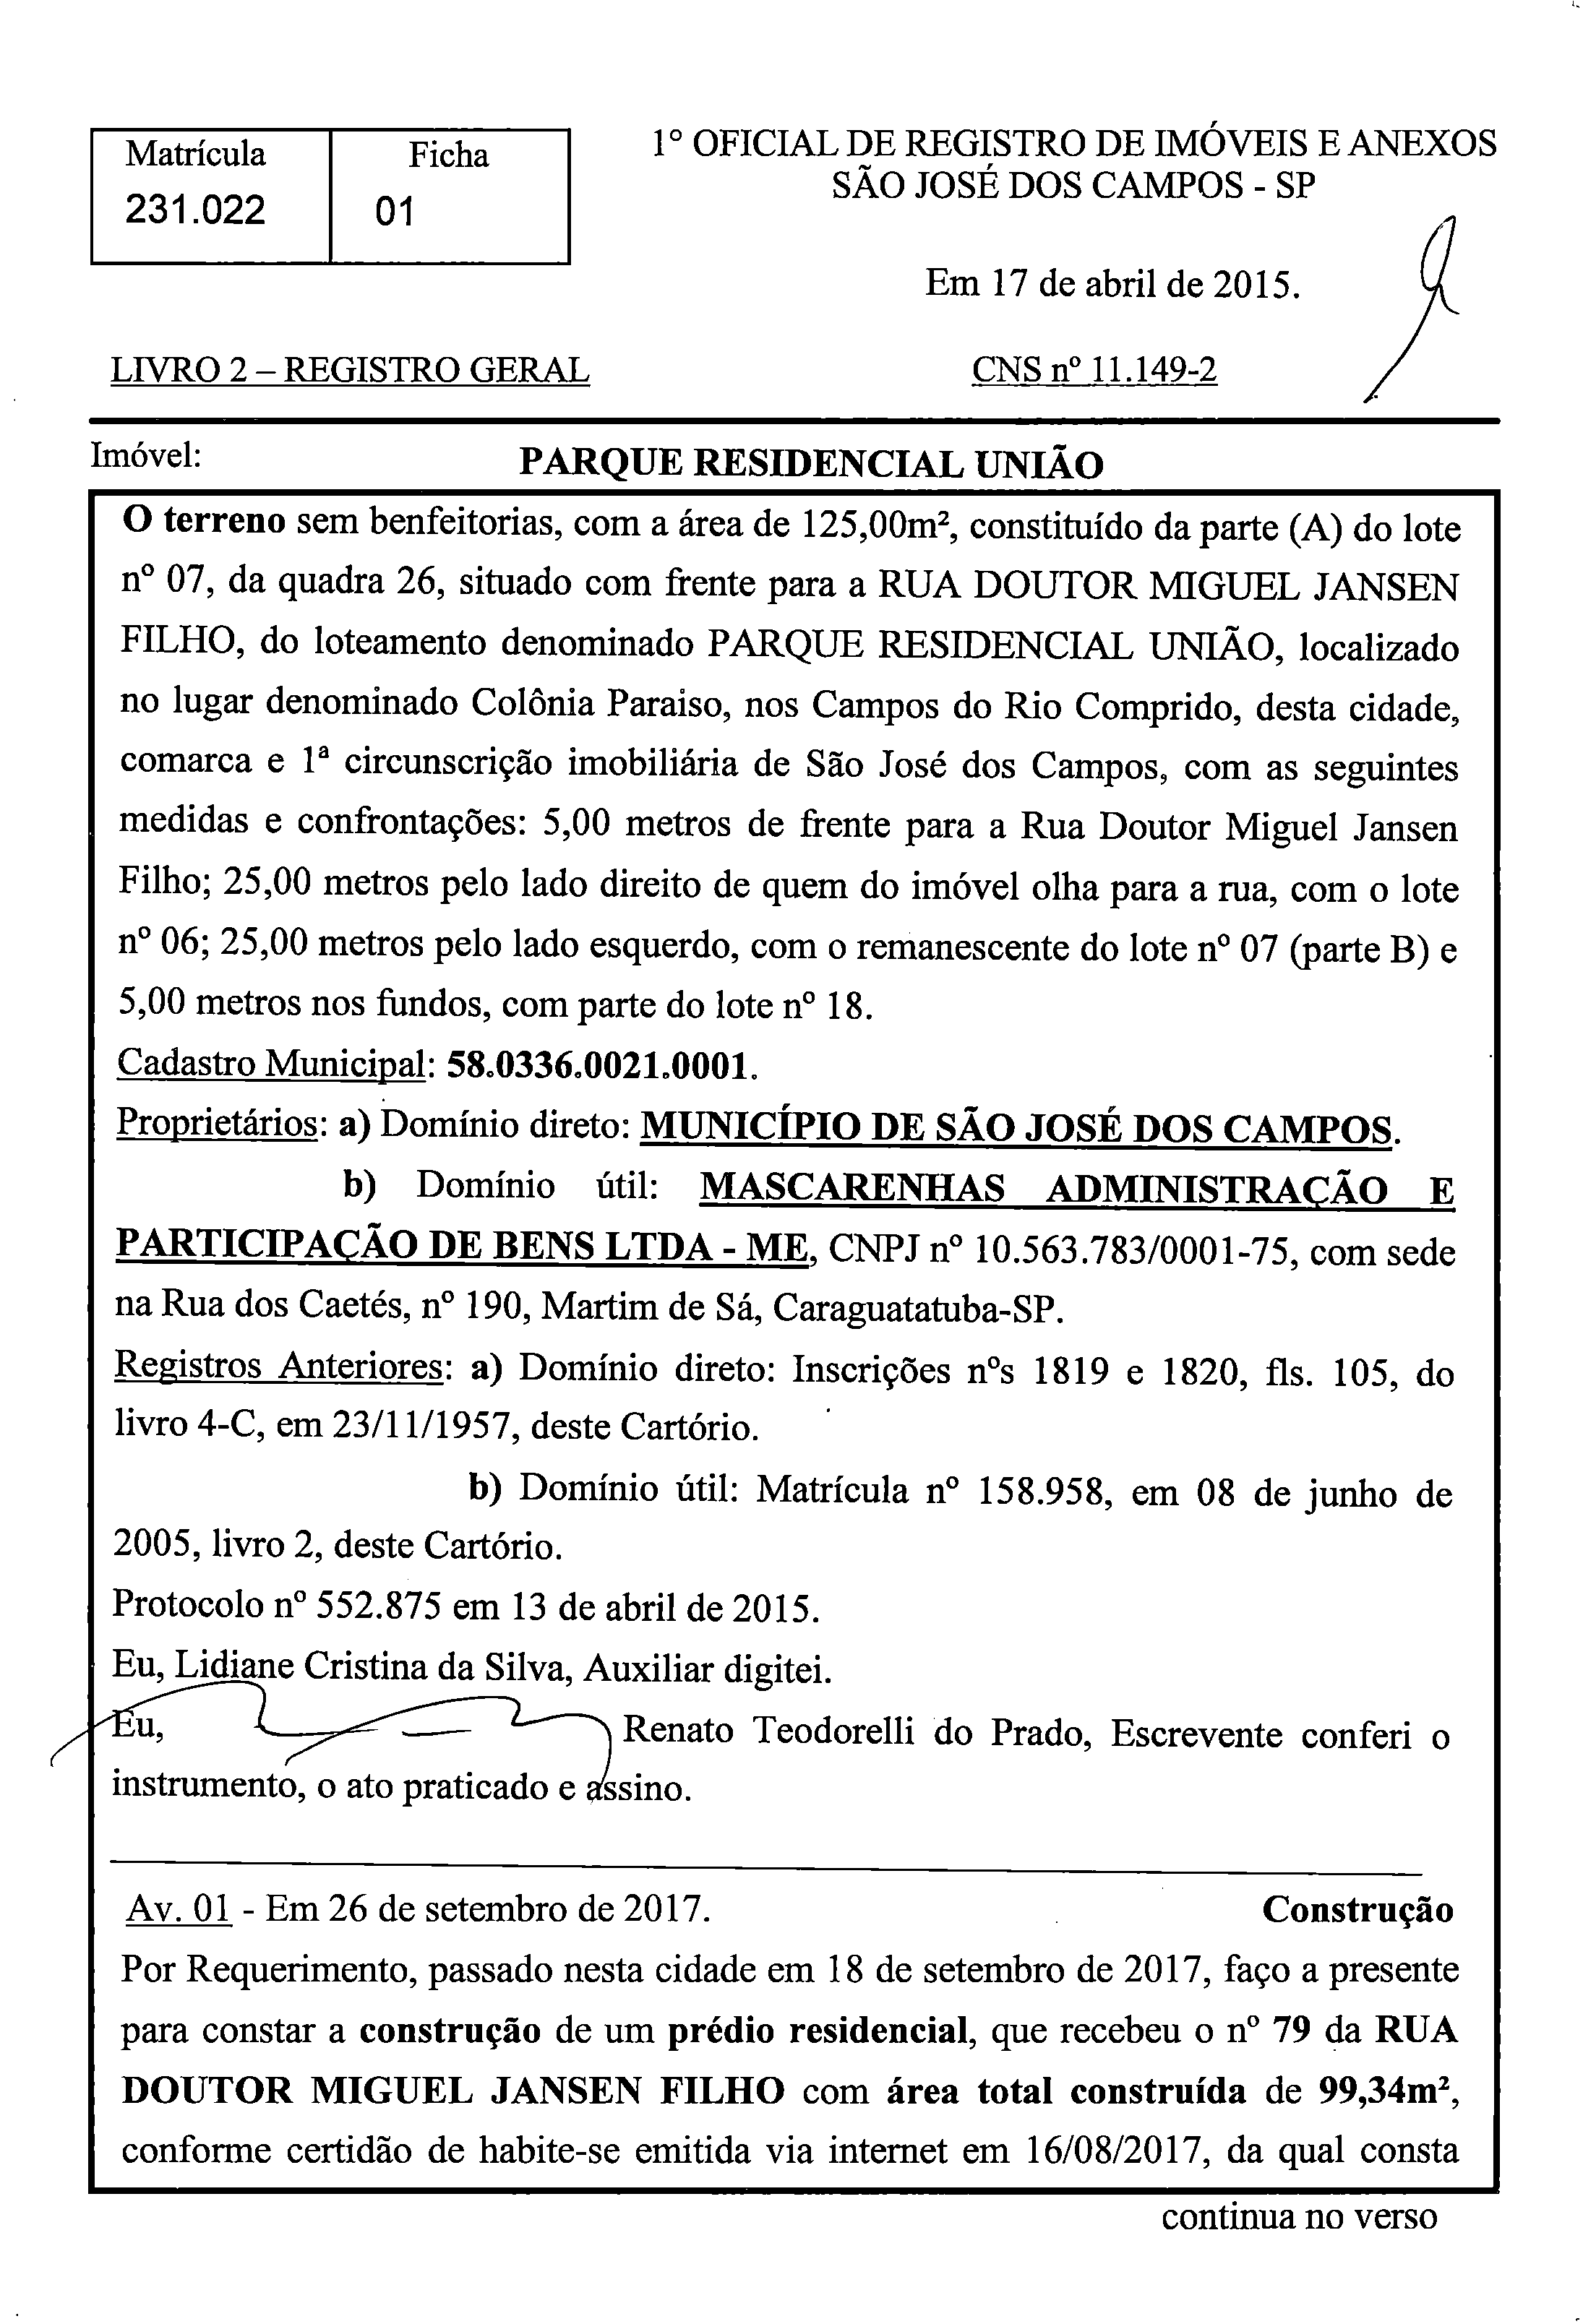 Matrícula
231.022
Ficha
01
1º OFICIAL DE REGISTRO DE IMÓVEIS E ANEXOS
SÃO JOSÉ DOS CAMPOS - SP
Em 17 de abril de 2015.
LIVRO 2 – REGISTRO GERAL
CNS nº 11.149-2
Imóvel:
PARQUE RESIDENCIAL UNIÃO
O terreno sem benfeitorias, com a área de 125,00m², constituído da parte (A) do lote
nº 07, da quadra 26, situado com frente para a RUA DOUTOR MIGUEL JANSEN
FILHO, do loteamento denominado PARQUE RESIDENCIAL UNIÃO, localizado
no lugar denominado Colônia Paraiso, nos Campos do Rio Comprido, desta cidade,
comarca e 1ª circunscrição imobiliária de São José dos Campos, com as seguintes
medidas e confrontações: 5,00 metros de frente para a Rua Doutor Miguel Jansen
Filho; 25,00 metros pelo lado direito de quem do imóvel olha para a rua, com o lote
nº 06; 25,00 metros pelo lado esquerdo, com o remanescente do lote nº 07 (parte B) e
5,00 metros nos fundos, com parte do lote nº 18.
Cadastro Municipal: 58.0336.0021.0001.
Proprietários: a) Domínio direto: MUNICÍPIO DE SÃO JOSÉ DOS CAMPOS.
b) Domínio útil: MASCARENHAS ADMINISTRAÇÃO E
PARTICIPAÇÃO DE BENS LTDA - ME, CNPJ nº 10.563.783/0001-75, com sede
na Rua dos Caetés, nº 190, Martim de Sá, Caraguatatuba-SP.
Registros Anteriores: a) Domínio direto: Inscrições nºs 1819 e 1820, fls. 105, do
livro 4-C, em 23/11/1957, deste Cartório.
b) Domínio útil: Matrícula nº 158.958, em 08 de junho de
2005, livro 2, deste Cartório.
Protocolo nº 552.875 em 13 de abril de 2015.
Eu, Lidiane Cristina da Silva, Auxiliar digitei.
Eu, Renato Teodorelli do Prado, Escrevente conferi o
instrumento, o ato praticado e assino.
Av. 01 - Em 26 de setembro de 2017. Construção
Por Requerimento, passado nesta cidade em 18 de setembro de 2017, faço a presente
para constar a construção de um prédio residencial, que recebeu o nº 79 da RUA
DOUTOR MIGUEL JANSEN FILHO com área total construída de 99,34m²,
conforme certidão de habite-se emitida via internet em 16/08/2017, da qual consta
continua no verso